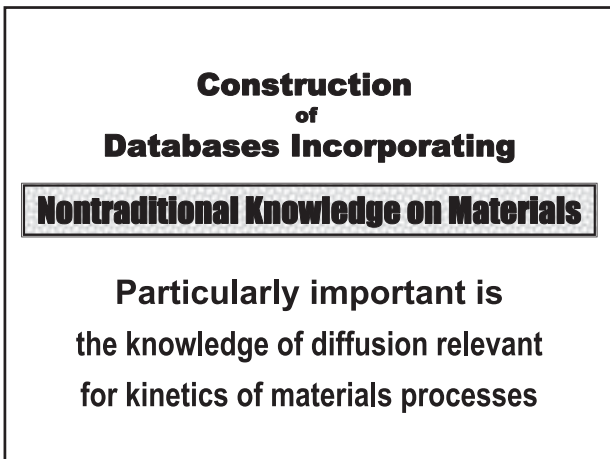 Construction
of
Databases Incorporating
Nontraditional Knowledge on Materials
Particularly important is
the knowledge of diffusion relevant
for kinetics of materials processes